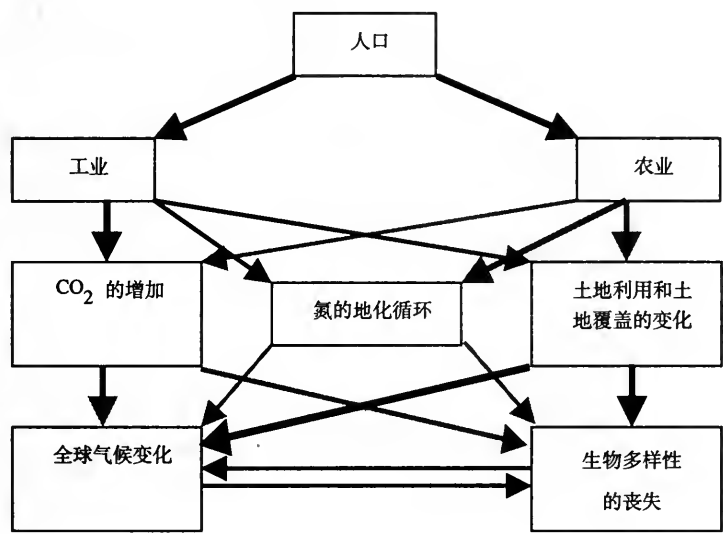 人口
工业
农业
CO2 的增加
氮的地化循环
土地利用和土
地覆盖的变化
全球气候变化
生物多样性
的丧失